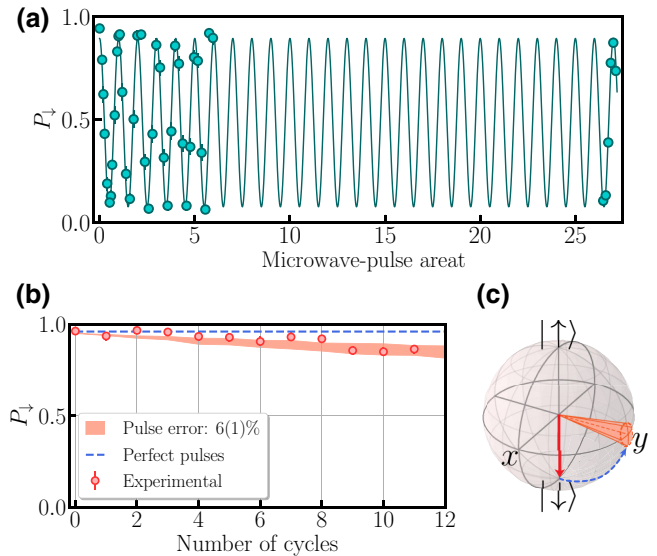 (a)
1.0
0.5
0.0
P↓
0 5 10 15 20 25
Microwave-pulse areat
(b)
1.0
0.5
0.0
P↓
Pulse error: 6(1)%
Perfect pulses
Experimental
0 2 4 6 8 10 12
Number of cycles
(c)
|↑⟩
x
y
|↓⟩